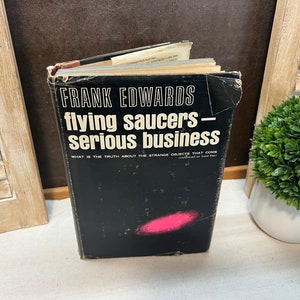 FRANK EDWARDS
flying saucers—
serious business
WHAT IS THE TRUTH ABOUT THE STRANGE OBJECTS THAT COME